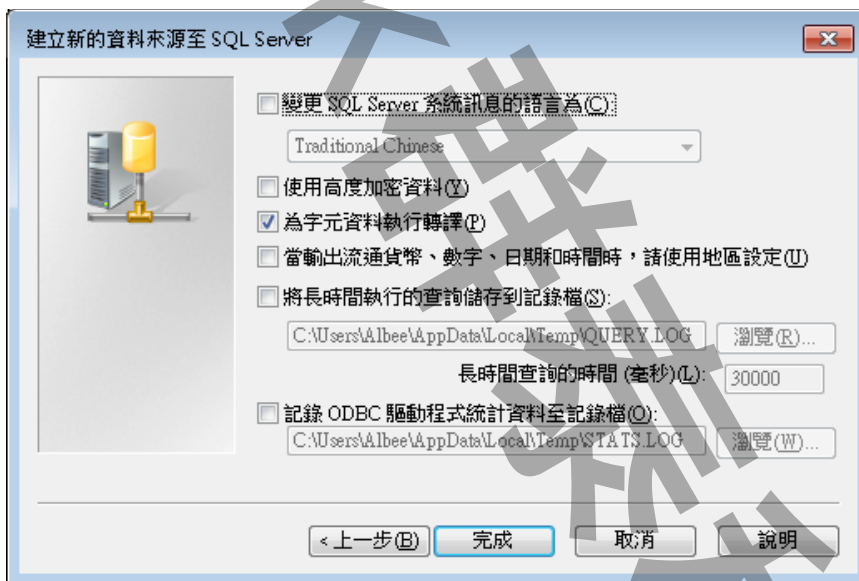 建立新的資料來源至 SQL Server
變更 SQL Server 系統訊息的語言為(C):
Traditional Chinese
使用高度加密資料(Y)
為字元資料執行轉譯(P)
當輸出流通貨幣、數字、日期和時間時，請使用地區設定(U)
將長時間執行的查詢儲存到記錄檔(S):
C:\Users\Albee\AppData\Local\Temp\QUERY.LOG 瀏覽(R)...
長時間查詢的時間 (毫秒)(L): 30000
記錄 ODBC 驅動程式統計資料至記錄檔(O):
C:\Users\Albee\AppData\Local\Temp\STATS.LOG 瀏覽(W)...
<上一步(B) 完成 取消 說明